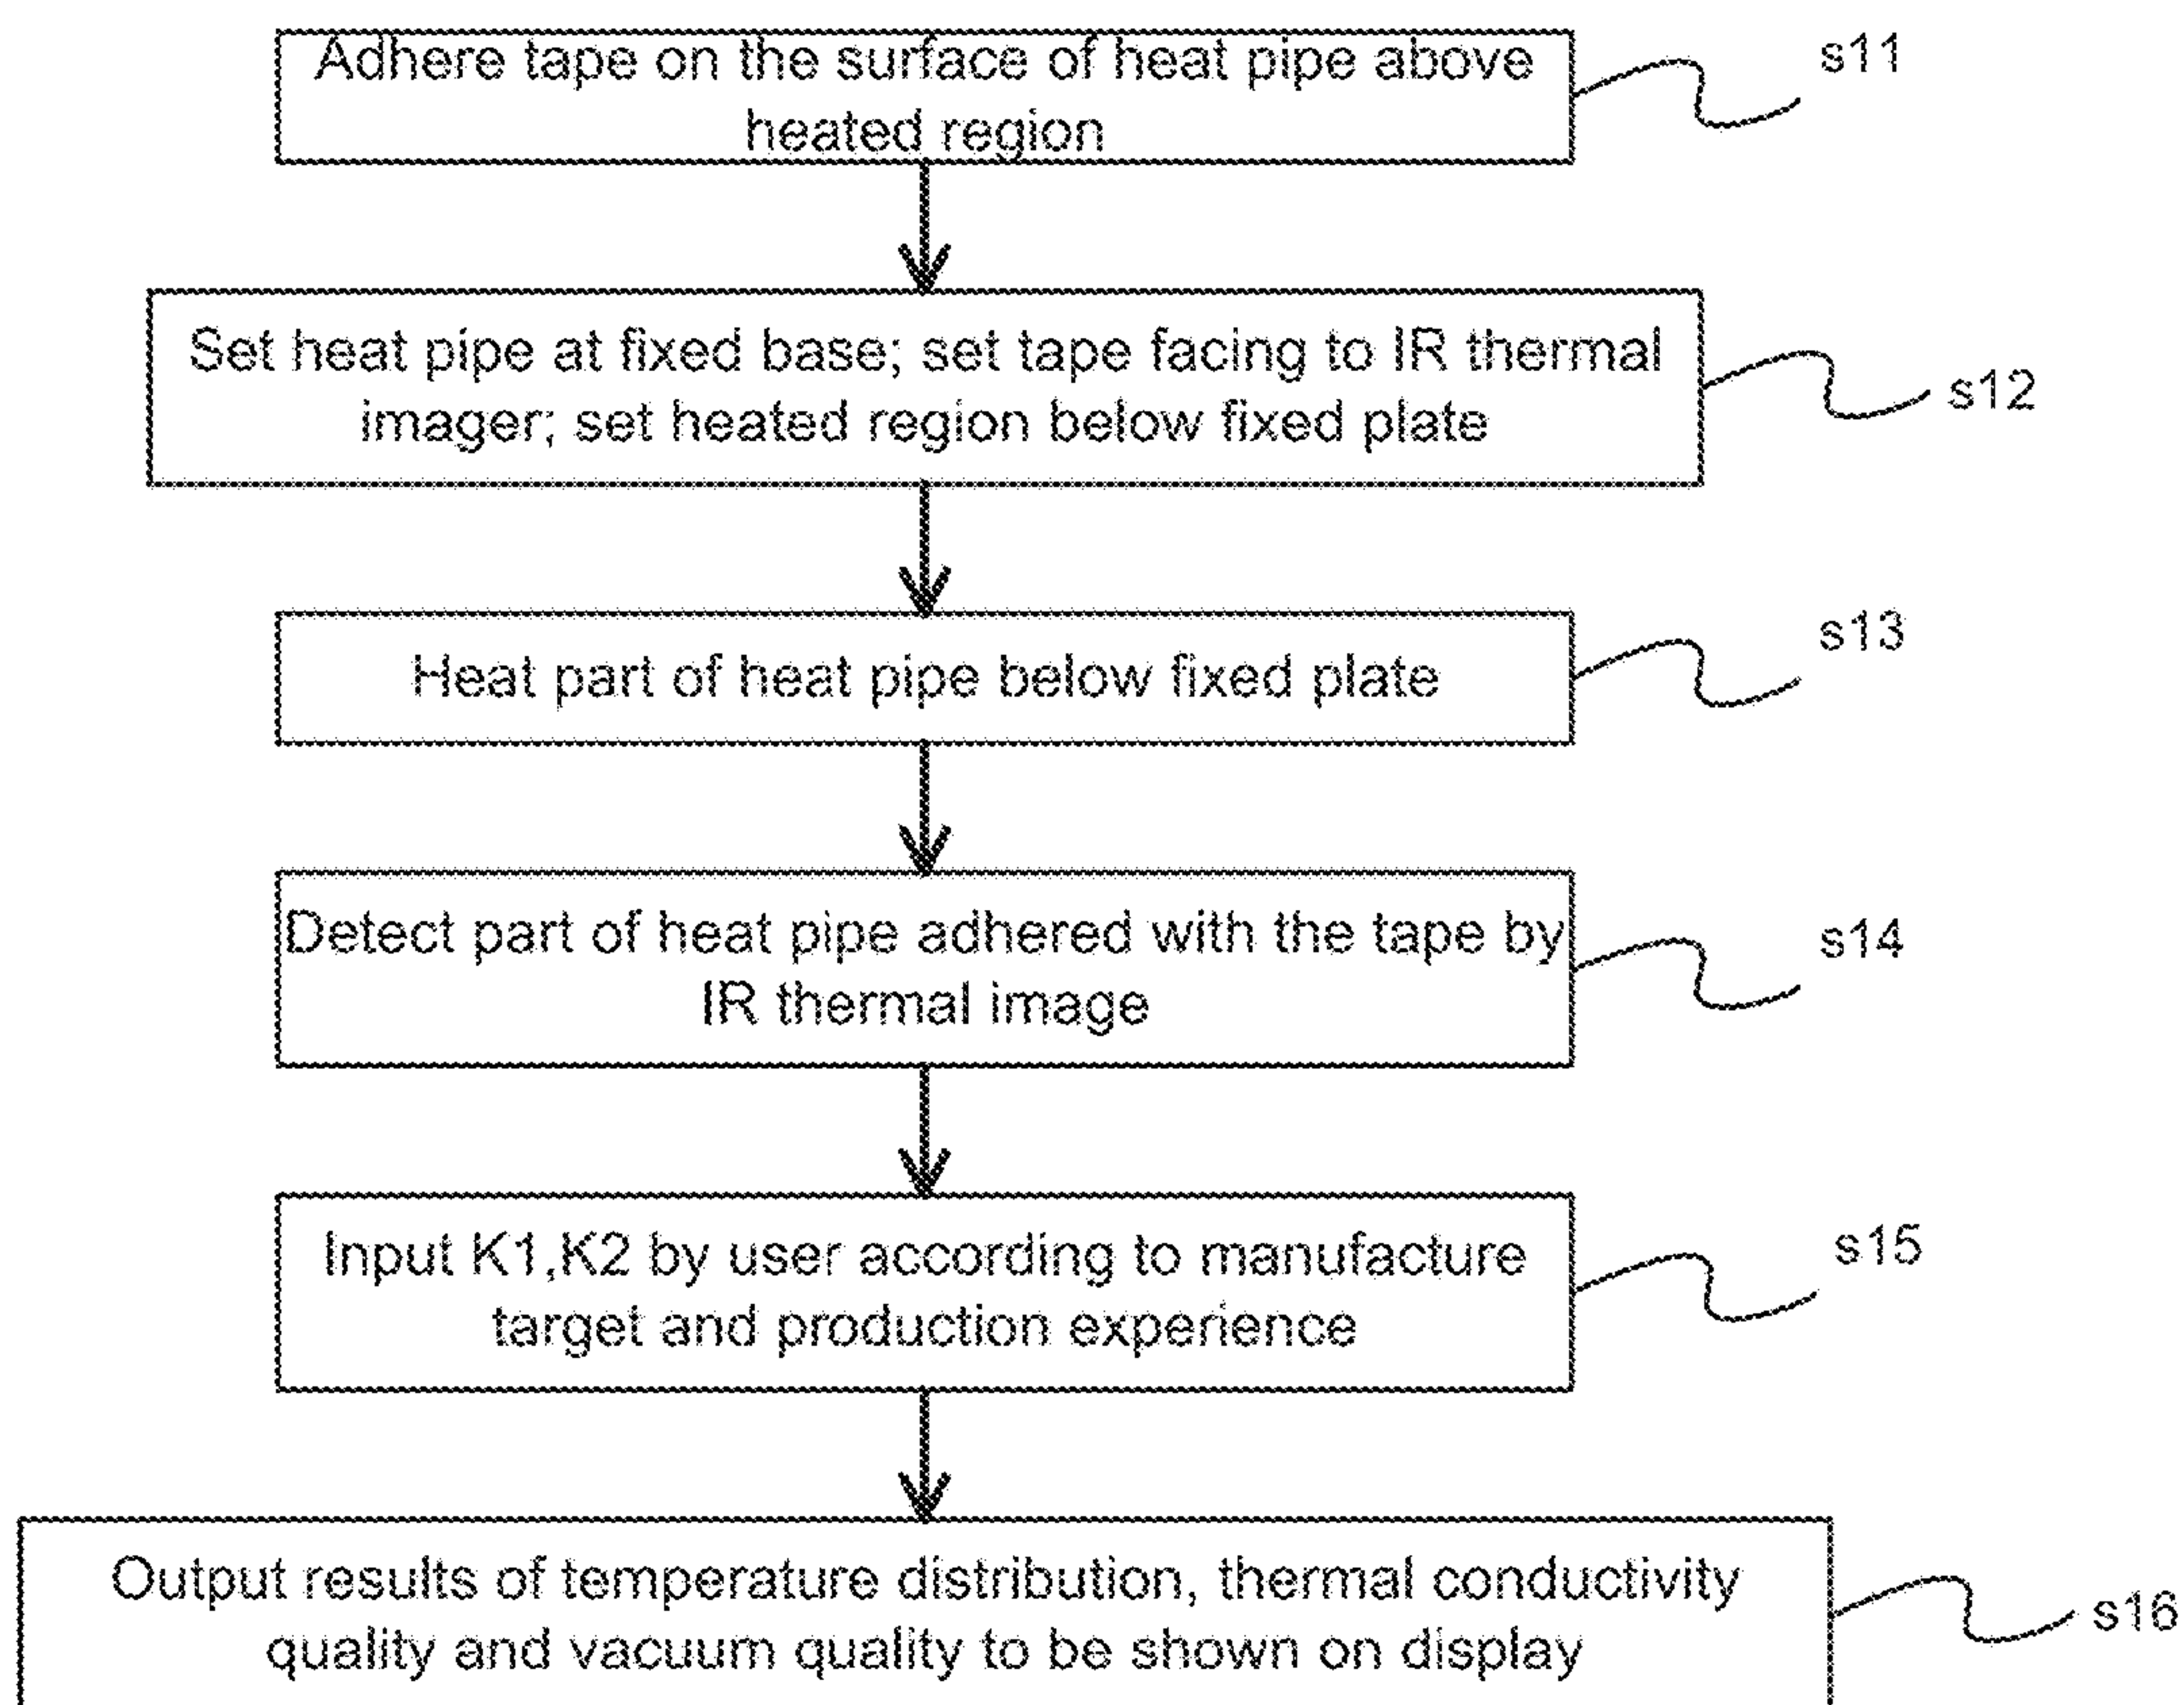 Adhere tape on the surface of heat pipe above
heated region
s11
Set heat pipe at fixed base; set tape facing to IR thermal
imager; set heated region below fixed plate
s12
Heat part of heat pipe below fixed plate
s13
Detect part of heat pipe adhered with the tape by
IR thermal image
s14
Input K1,K2 by user according to manufacture
target and production experience
s15
Output results of temperature distribution, thermal conductivity
quality and vacuum quality to be shown on display
s16